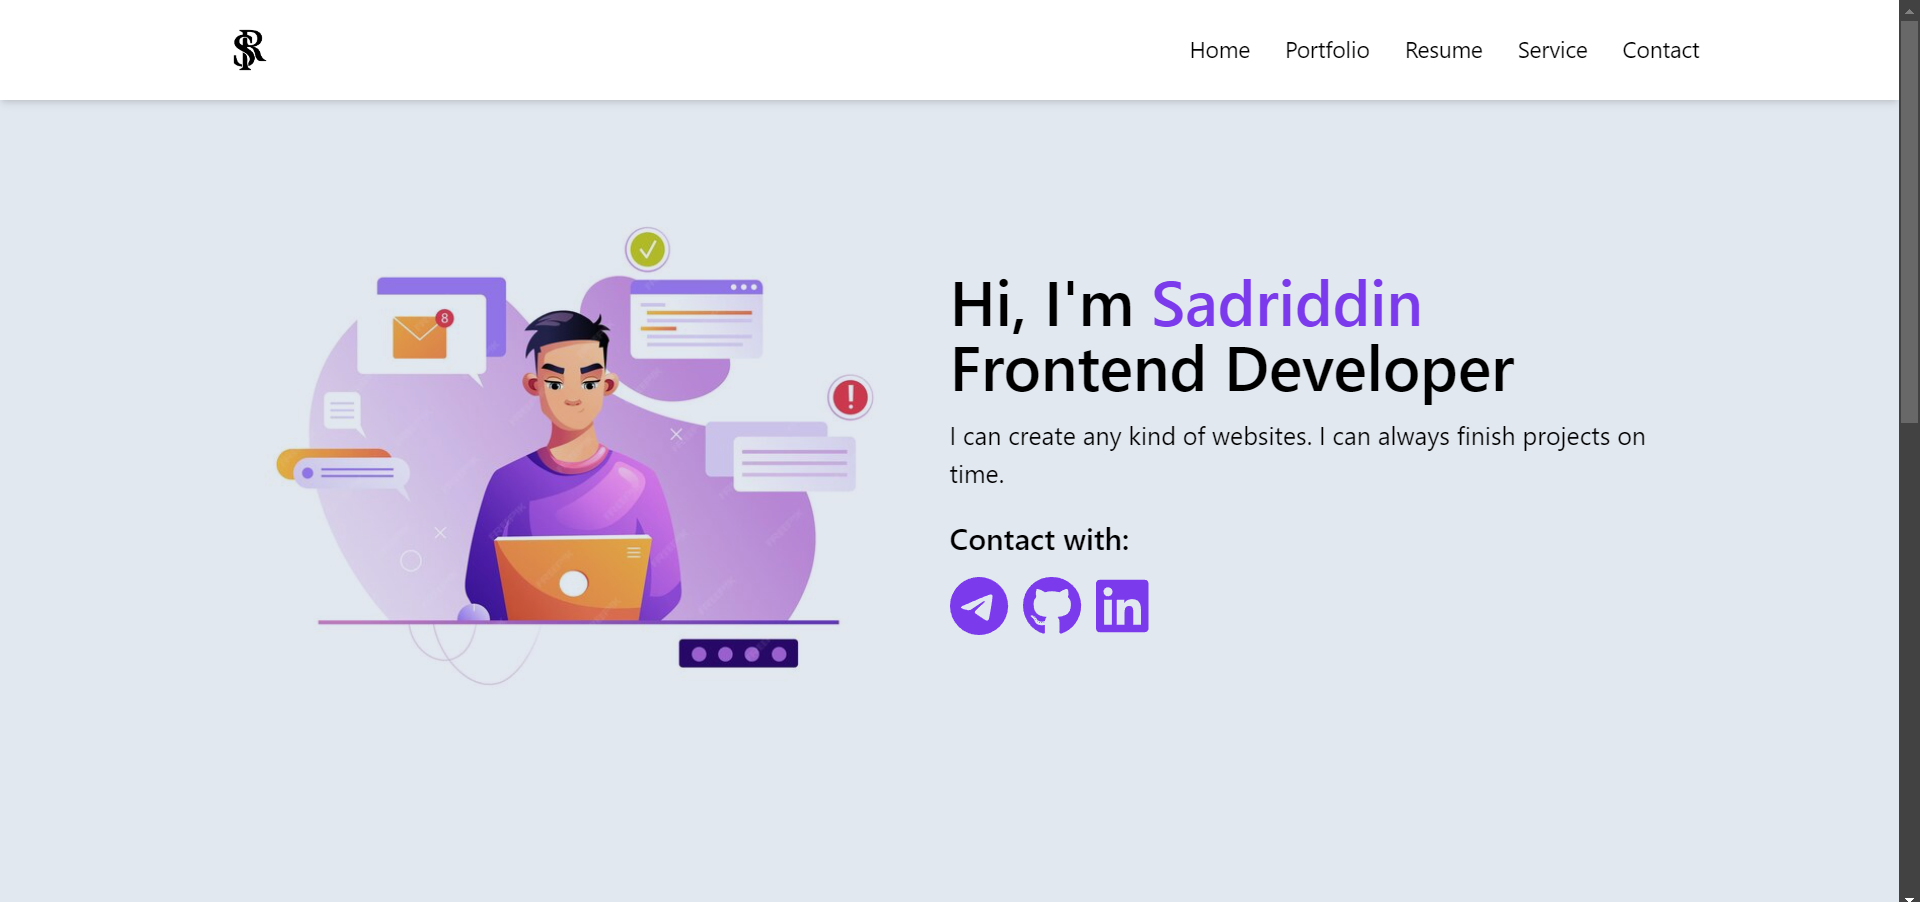 SR
Home Portfolio Resume Service Contact
8
Hi, I'm Sadriddin
Frontend Developer
I can create any kind of websites. I can always finish projects on
time.
Contact with:
in